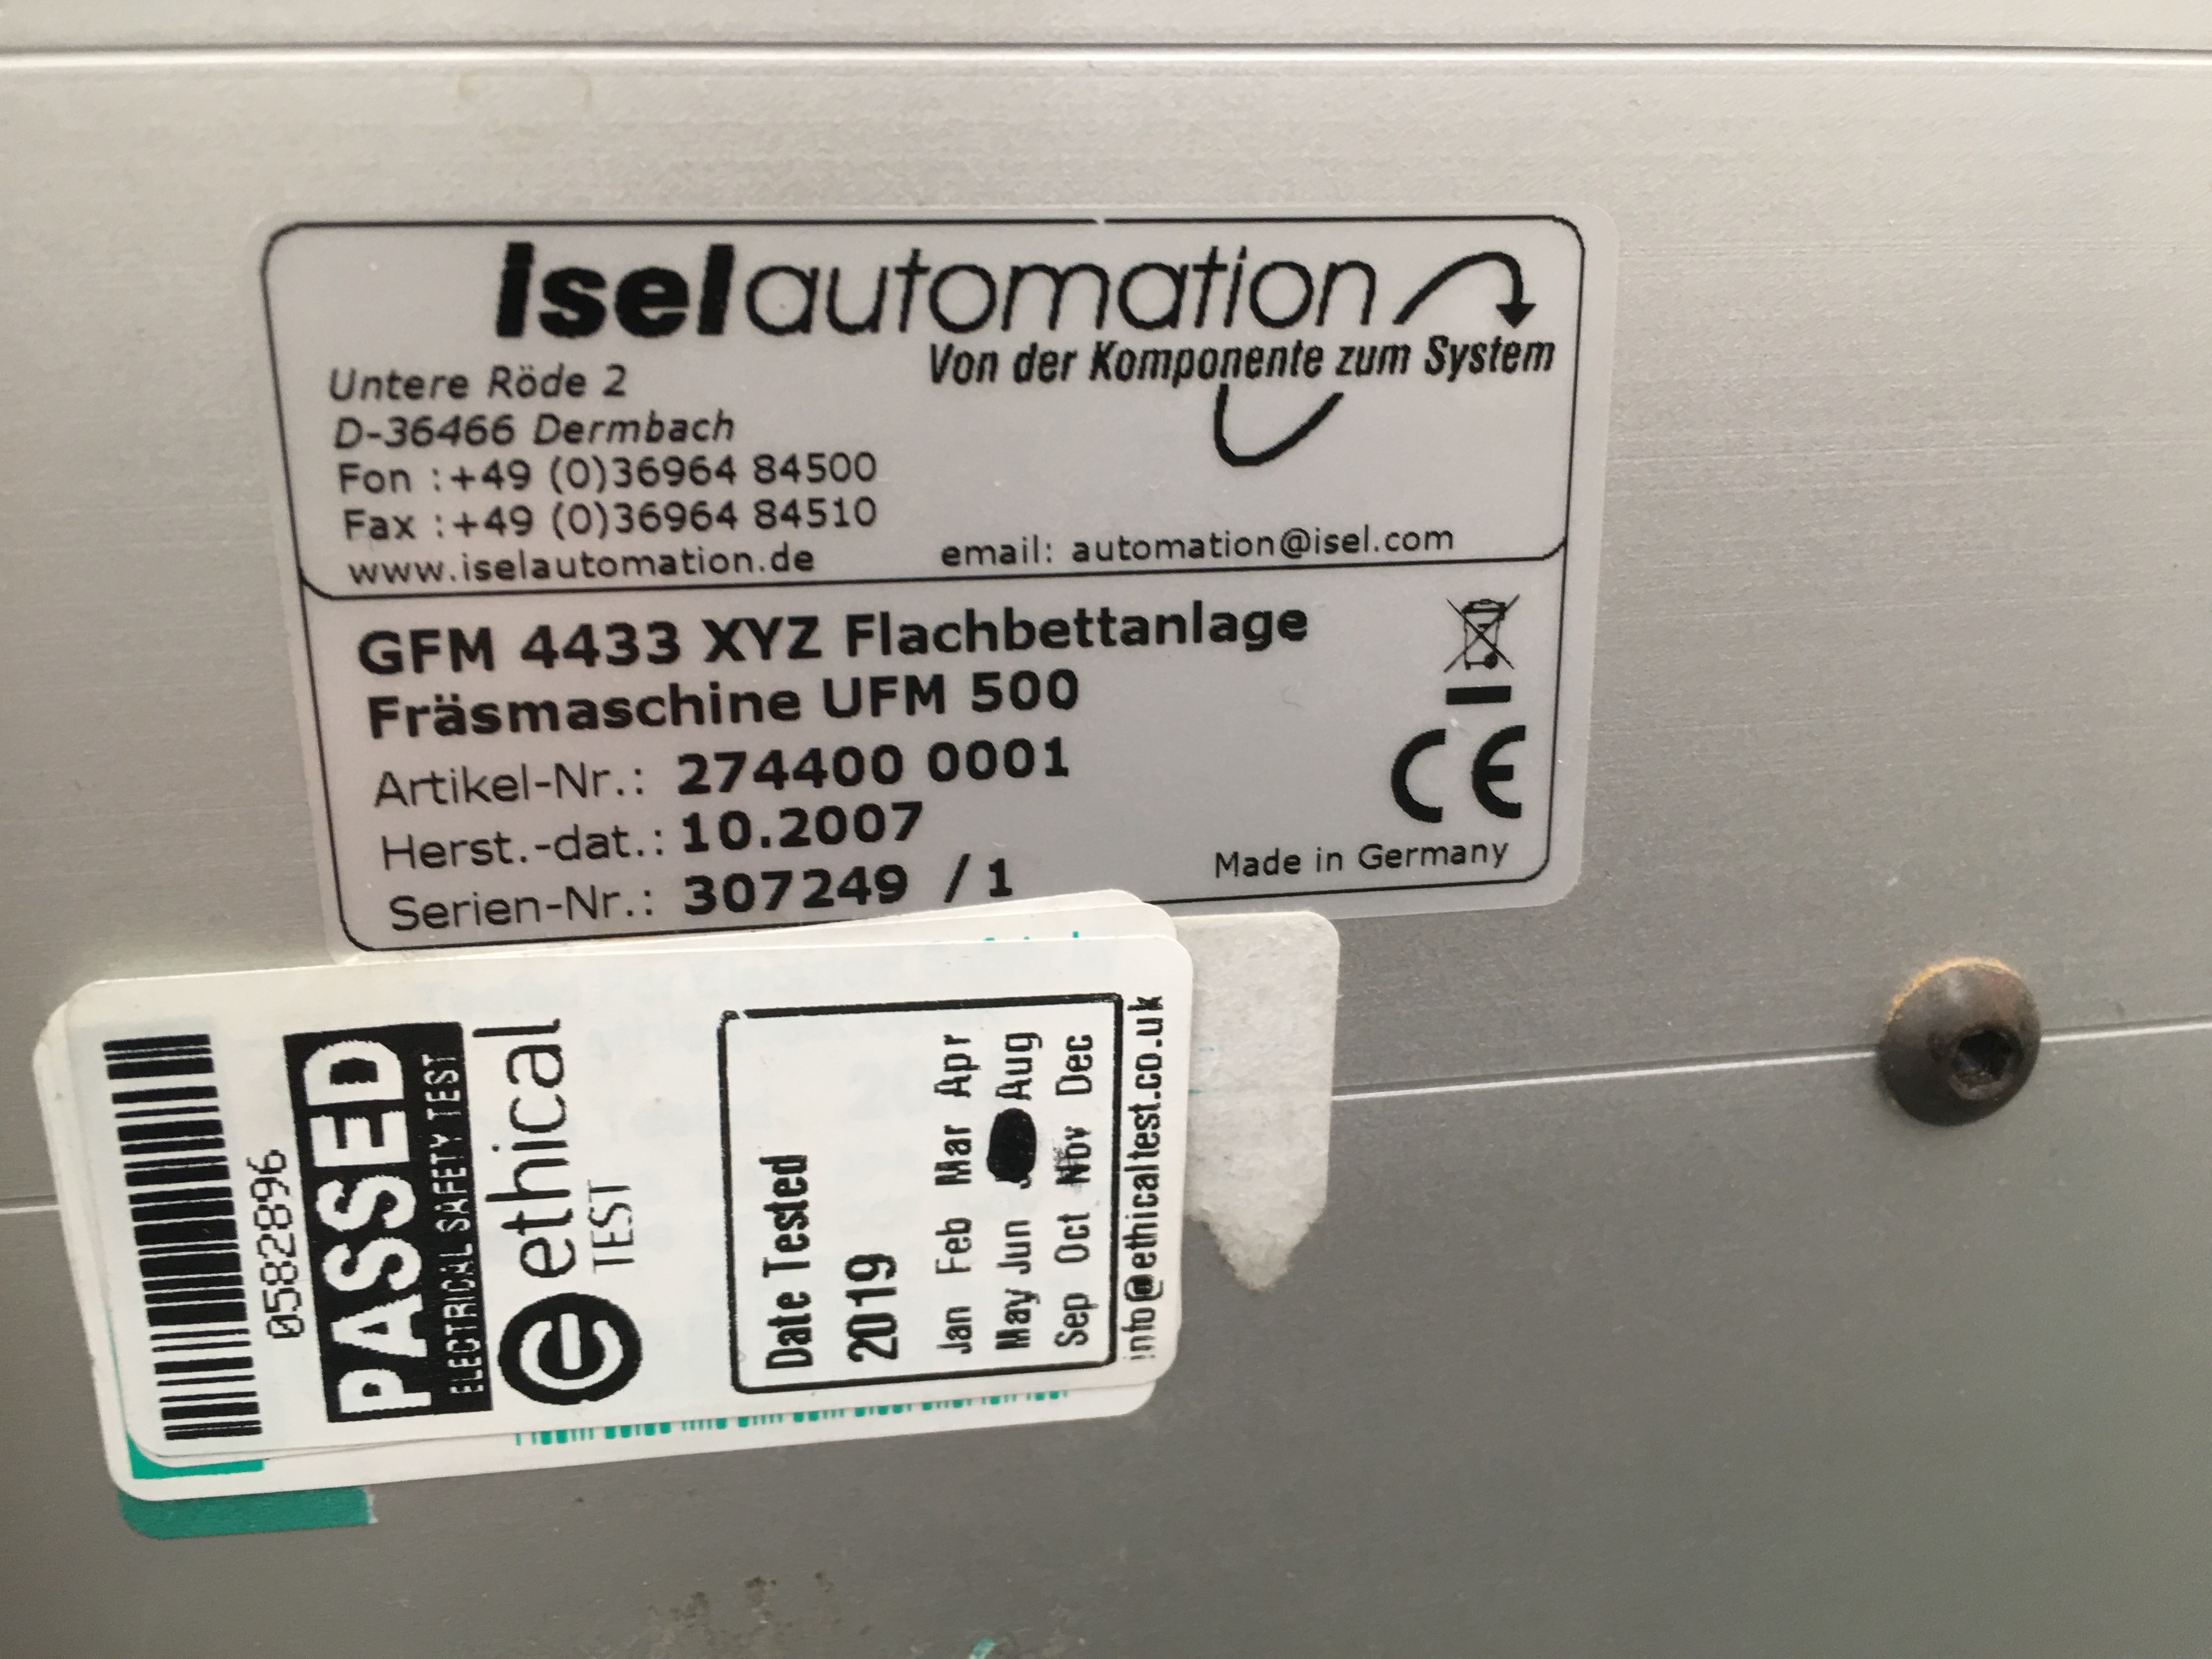 isel automation
Von der Komponente zum System
Untere Röde 2
D-36466 Dermbach
Fon :+49 (0)36964 84500
Fax :+49 (0)36964 84510
www.iselautomation.de email: automation@isel.com
GFM 4433 XYZ Flachbettanlage
Fräsmaschine UFM 500
Artikel-Nr.: 274400 0001
Herst.-dat.: 10.2007
Serien-Nr.: 307249 / 1
CE
Made in Germany
0582896
PASSED
ELECTRICAL SAFETY TEST
e ethical
TEST
Date Tested
2019
Jan Feb Mar Apr
May Jun Aug
Sep Oct Nov Dec
info@ethicaltest.co.uk